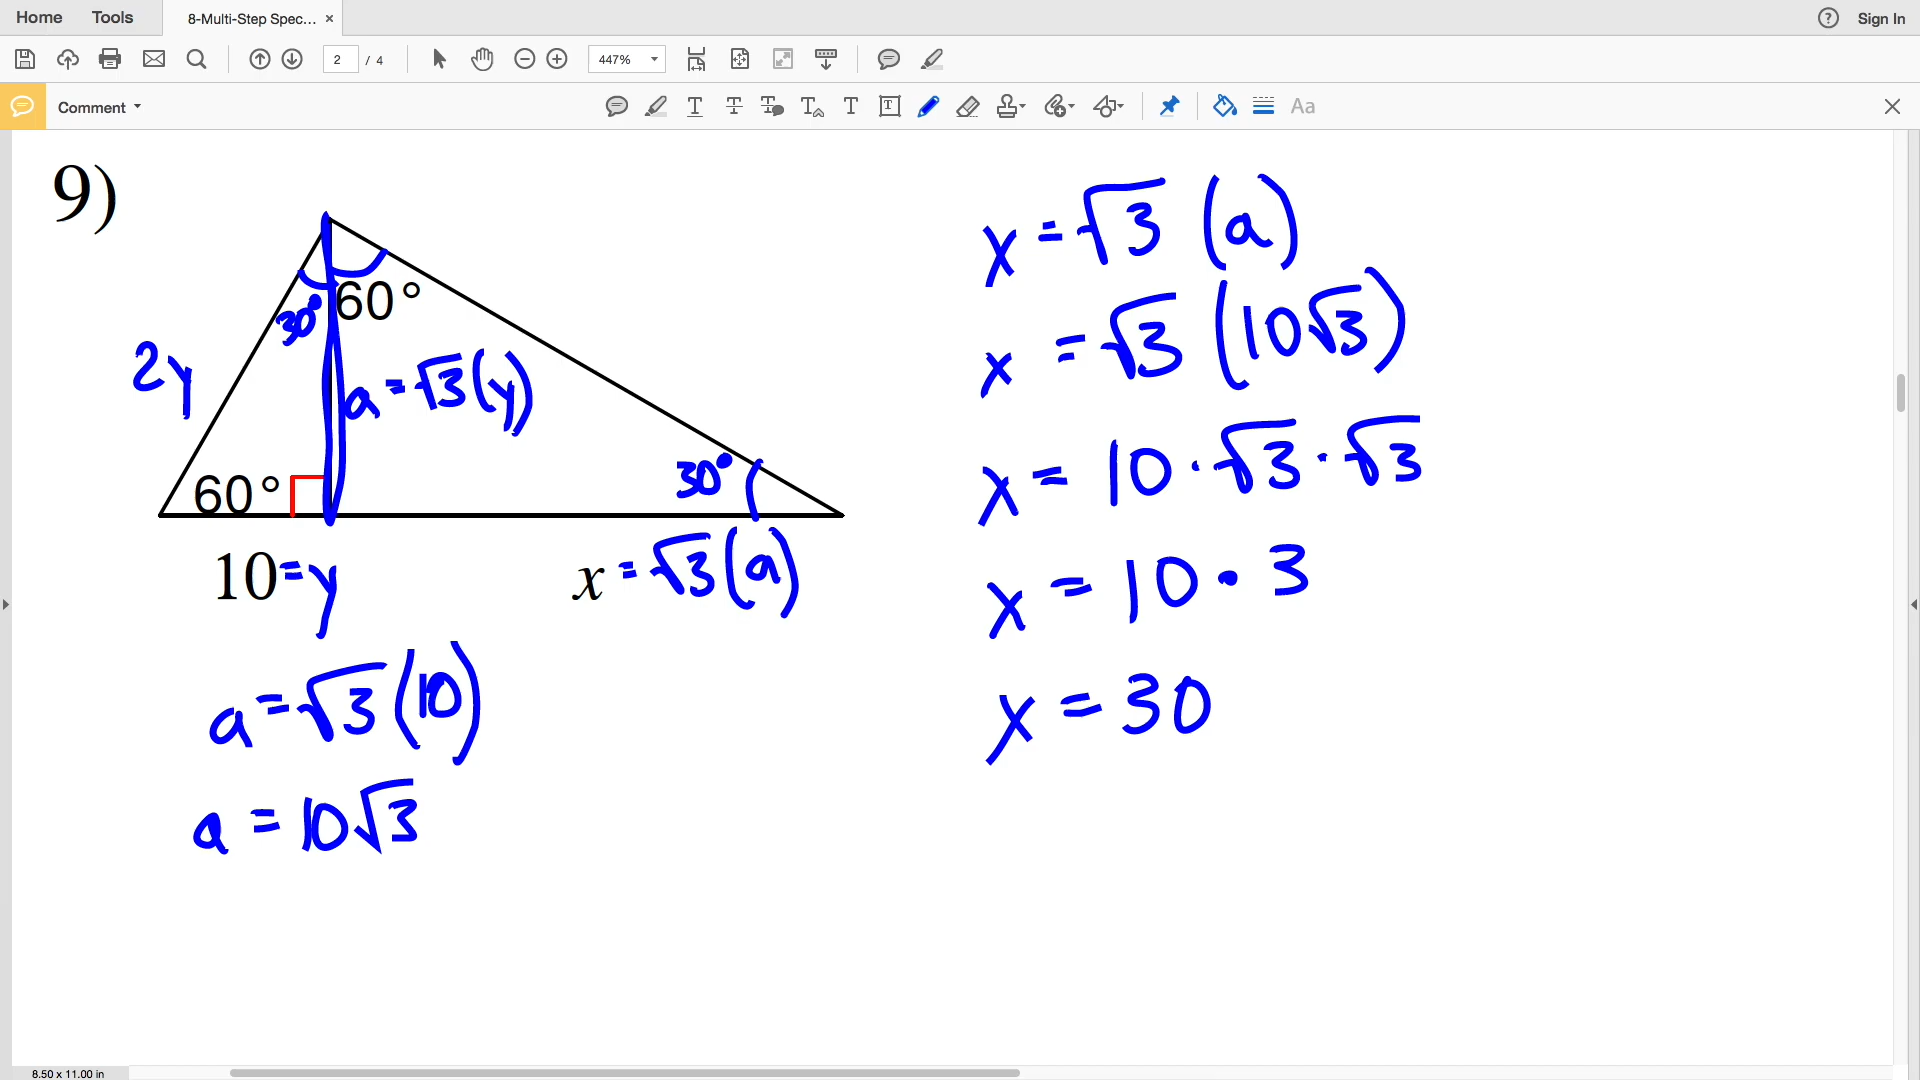 Home Tools 8-Multi-Step Spec... × ? Sign In
2 / 4 447%
Comment T T T T T T Aa
9)
60°
30°
2y
a = √3(y)
60°
30°
10 = y
x = √3(a)
a = √3(10)
a = 10√3
x = √3 (a)
x = √3 (10√3)
x = 10 · √3 · √3
x = 10 · 3
x = 30
8.50 x 11.00 in